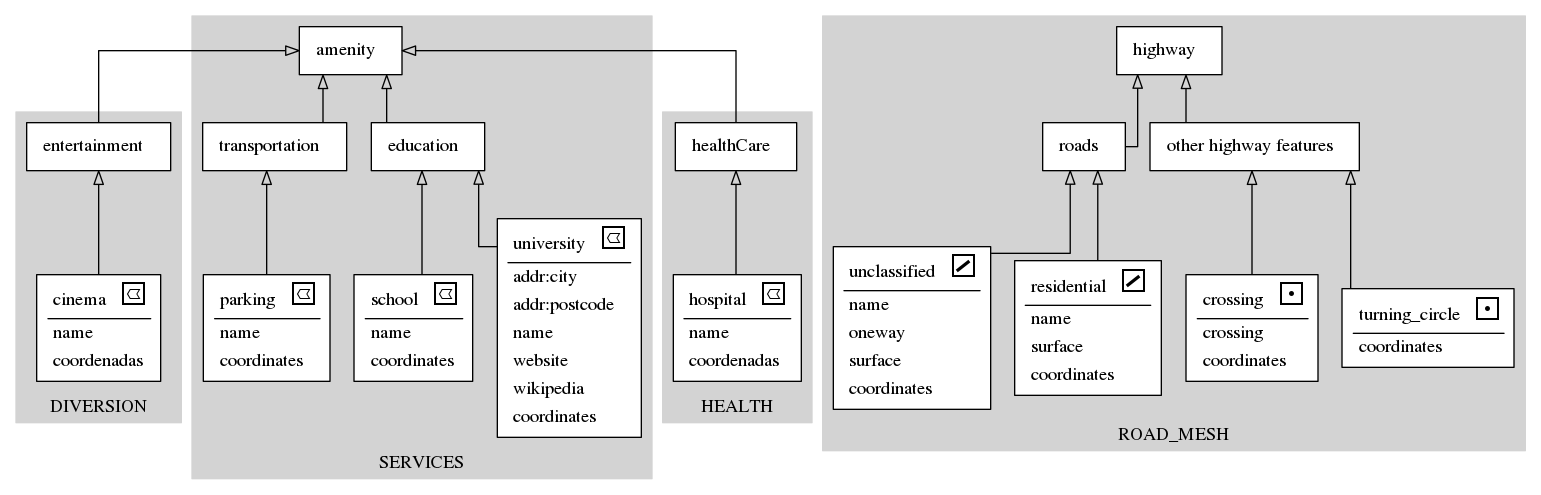 amenity
highway
entertainment
transportation
education
healthCare
roads
other highway features
cinema
name
coordenadas
parking
name
coordinates
school
name
coordinates
university
addr:city
addr:postcode
name
website
wikipedia
coordinates
hospital
name
coordenadas
unclassified
name
oneway
surface
coordinates
residential
name
surface
coordinates
crossing
crossing
coordinates
turning_circle
coordinates
DIVERSION
SERVICES
HEALTH
ROAD_MESH